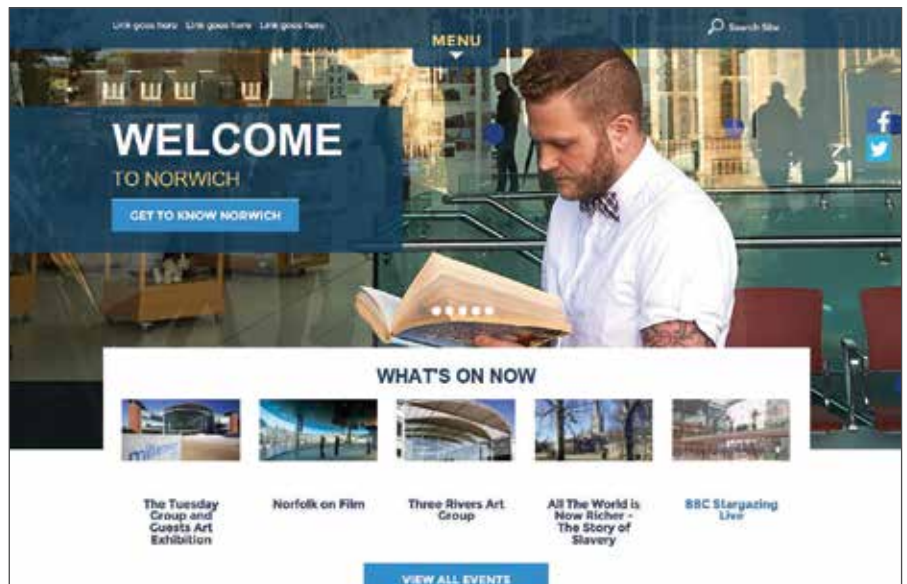 Link goes here Link goes here Link goes here
MENU
Search Site
WELCOME
TO NORWICH
GET TO KNOW NORWICH
f
WHAT'S ON NOW
The Tuesday
Group and
Guests Art
Exhibition
Norfolk on Film
Three Rivers Art
Group
All The World is
Now Richer -
The Story of
Slavery
BBC Stargazing
Live
VIEW ALL EVENTS